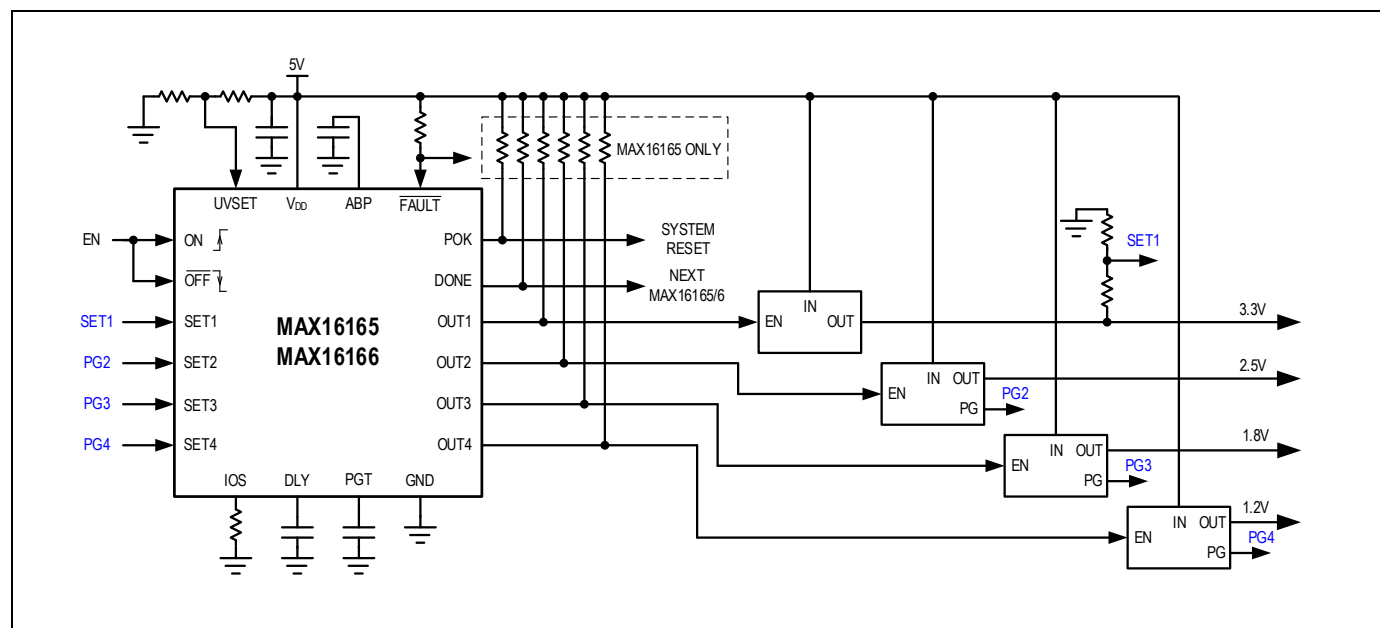 5V
MAX16165 ONLY
UVSET
VDD
ABP
FAULT
EN
ON
OFF
SET1
SET1
PG2
SET2
PG3
SET3
PG4
SET4
MAX16165
MAX16166
POK
DONE
OUT1
OUT2
OUT3
OUT4
IOS
DLY
PGT
GND
SYSTEM
RESET
NEXT
MAX16165/6
SET1
IN
EN
OUT
3.3V
IN
OUT
EN
PG
PG2
2.5V
IN
OUT
EN
PG
PG3
1.8V
IN
OUT
EN
PG
PG4
1.2V